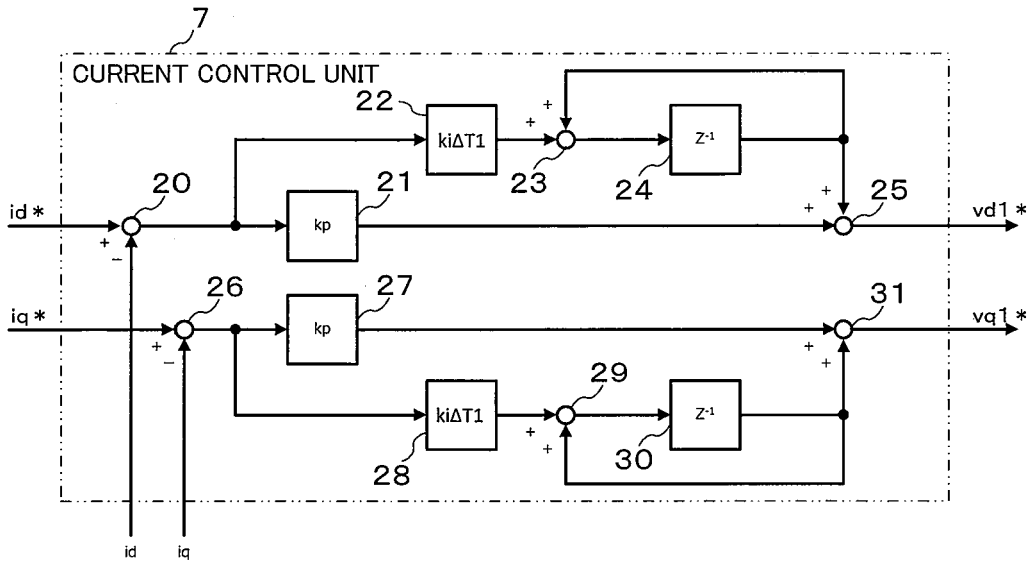 7
CURRENT CONTROL UNIT
22
kiΔT1
+
+
23
24
Z⁻¹
20
id*
+
−
21
kp
+
+
25
vd1*
26
iq*
+
−
27
kp
31
vq1*
+
+
28
kiΔT1
29
+
+
30
Z⁻¹
id
iq